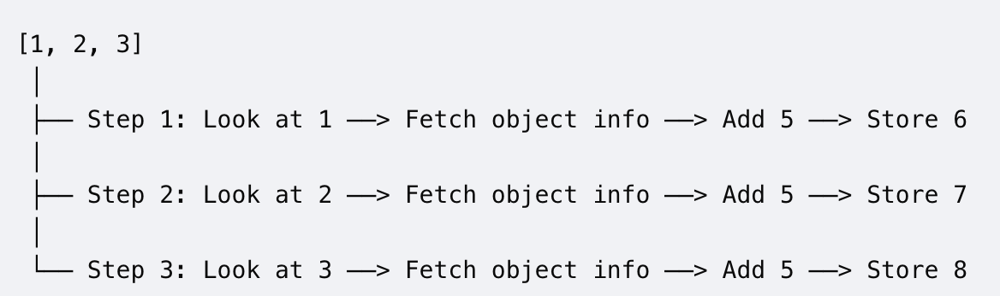 [1, 2, 3]
│
├── Step 1: Look at 1 ──> Fetch object info ──> Add 5 ──> Store 6
│
├── Step 2: Look at 2 ──> Fetch object info ──> Add 5 ──> Store 7
│
└── Step 3: Look at 3 ──> Fetch object info ──> Add 5 ──> Store 8